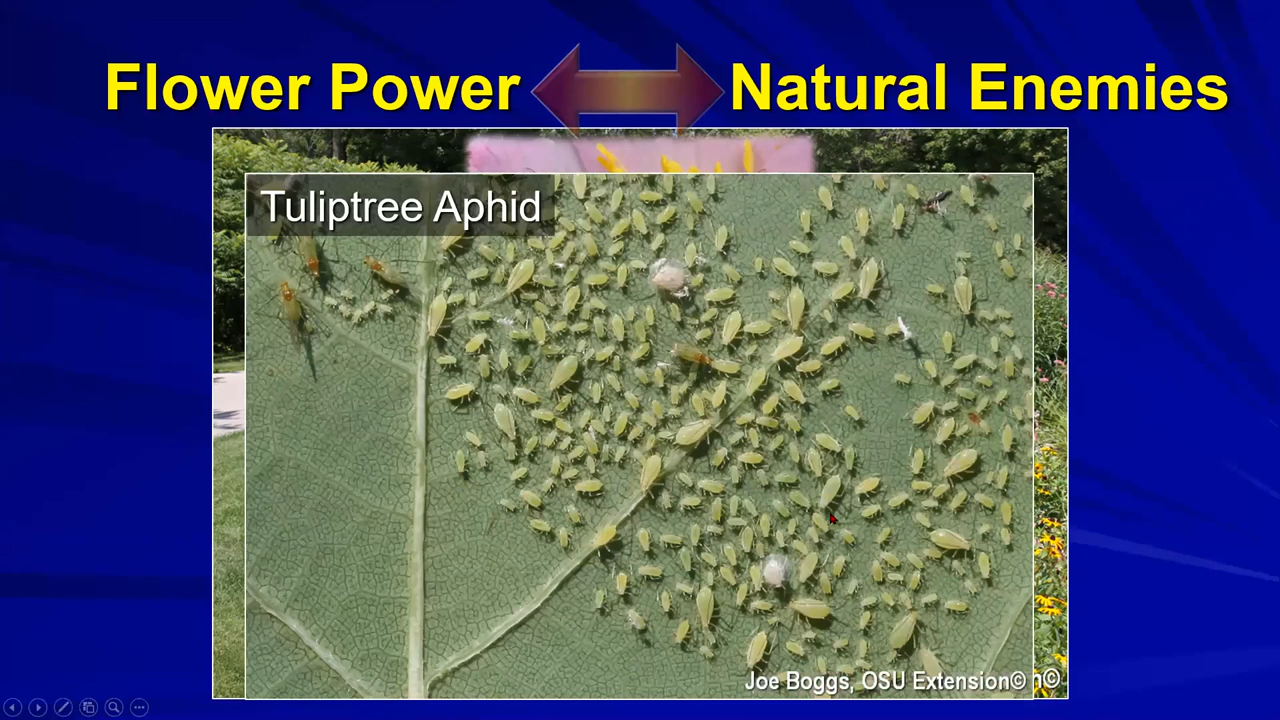 Flower Power Natural Enemies
Tuliptree Aphid
Joe Boggs, OSU Extension© n©